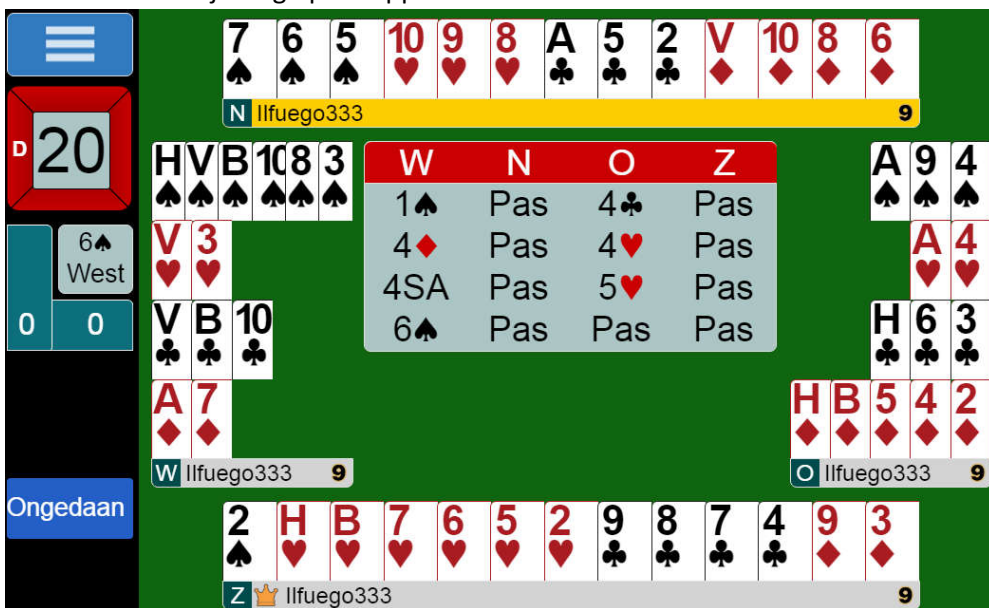 7 6 5 10 9 8 A 5 2 V 10 8 6
♠ ♠ ♠ ♥ ♥ ♥ ♣ ♣ ♣ ♦ ♦ ♦ ♦
N Ilfuego333 9
D 20
H V B 10 8 3
♠ ♠ ♠ ♠ ♠ ♠
V 3
♥ ♥
V B 10
♣ ♣ ♣
A 7
♦ ♦
W Ilfuego333 9
6♠
West
0 0
W N O Z
1♠ Pas 4♣ Pas
4♦ Pas 4♥ Pas
4SA Pas 5♥ Pas
6♠ Pas Pas Pas
A 9 4
♠ ♠ ♠
A 4
♥ ♥
H 6 3
♣ ♣ ♣
H B 5 4 2
♦ ♦ ♦ ♦ ♦
O Ilfuego333 9
Ongedaan
2 H B 7 6 5 2 9 8 7 4 9 3
♠ ♥ ♥ ♥ ♥ ♥ ♥ ♣ ♣ ♣ ♣ ♦ ♦
Z Ilfuego333 9